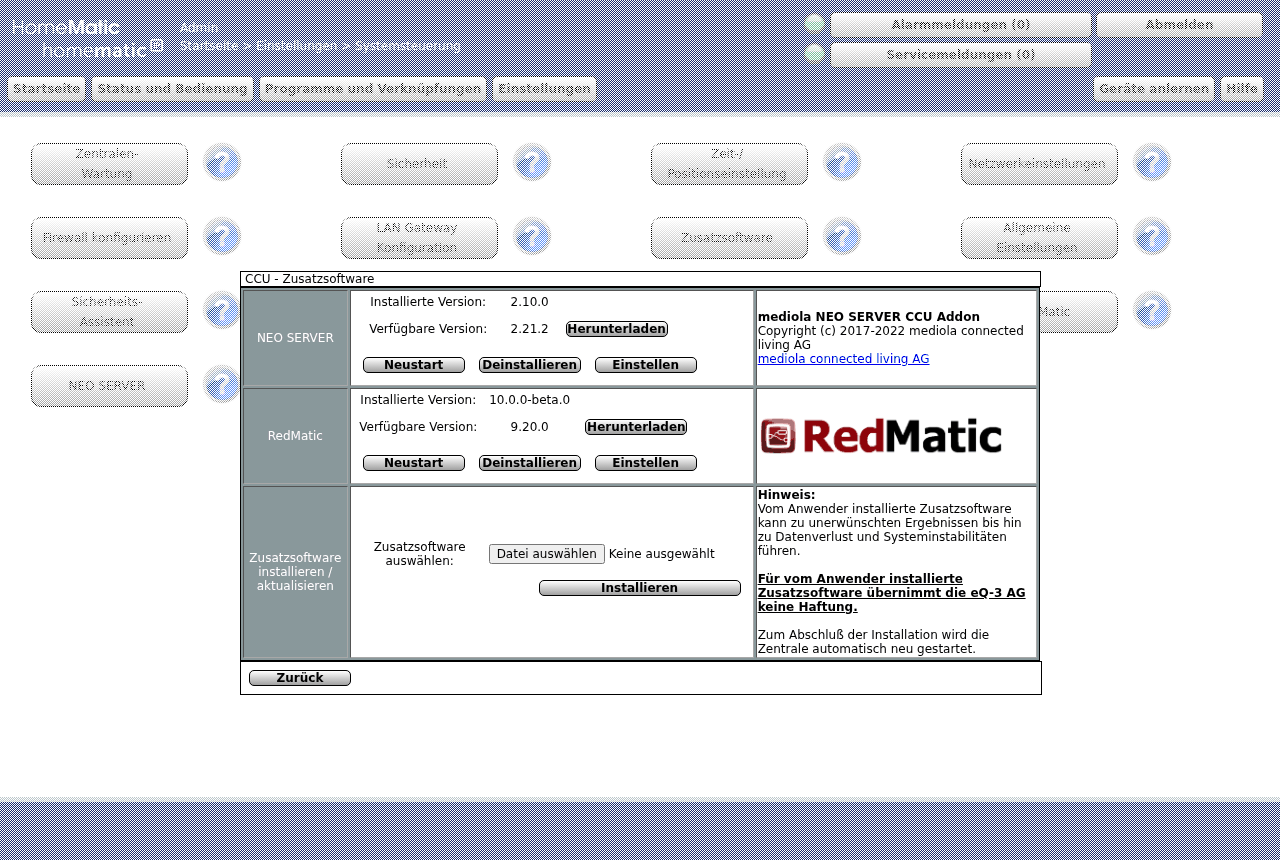 HomeMatic
homematic IP
Admin
Startseite > Einstellungen > Systemsteuerung
Alarmmeldungen (0)
Abmelden
Servicemeldungen (0)
Startseite
Status und Bedienung
Programme und Verknüpfungen
Einstellungen
Geräte anlernen
Hilfe
Zentralen-
Wartung
?
Sicherheit
?
Zeit-/
Positionseinstellung
?
Netzwerkeinstellungen
?
Firewall konfigurieren
?
LAN Gateway
Konfiguration
?
Zusatzsoftware
?
Allgemeine
Einstellungen
?
Sicherheits-
Assistent
Matic
?
NEO SERVER
?
CCU - Zusatzsoftware
NEO SERVER
Installierte Version: 2.10.0
Verfügbare Version: 2.21.2 Herunterladen
Neustart Deinstallieren Einstellen
mediola NEO SERVER CCU Addon
Copyright (c) 2017-2022 mediola connected
living AG
mediola connected living AG
RedMatic
Installierte Version: 10.0.0-beta.0
Verfügbare Version: 9.20.0 Herunterladen
Neustart Deinstallieren Einstellen
RedMatic
Zusatzsoftware
installieren /
aktualisieren
Zusatzsoftware
auswählen:
Datei auswählen Keine ausgewählt
Installieren
Hinweis:
Vom Anwender installierte Zusatzsoftware
kann zu unerwünschten Ergebnissen bis hin
zu Datenverlust und Systeminstabilitäten
führen.
Für vom Anwender installierte
Zusatzsoftware übernimmt die eQ-3 AG
keine Haftung.
Zum Abschluß der Installation wird die
Zentrale automatisch neu gestartet.
Zurück